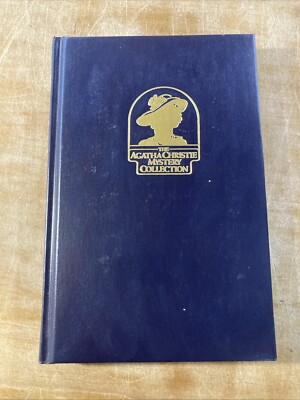 THE
AGATHA CHRISTIE
MYSTERY
COLLECTION